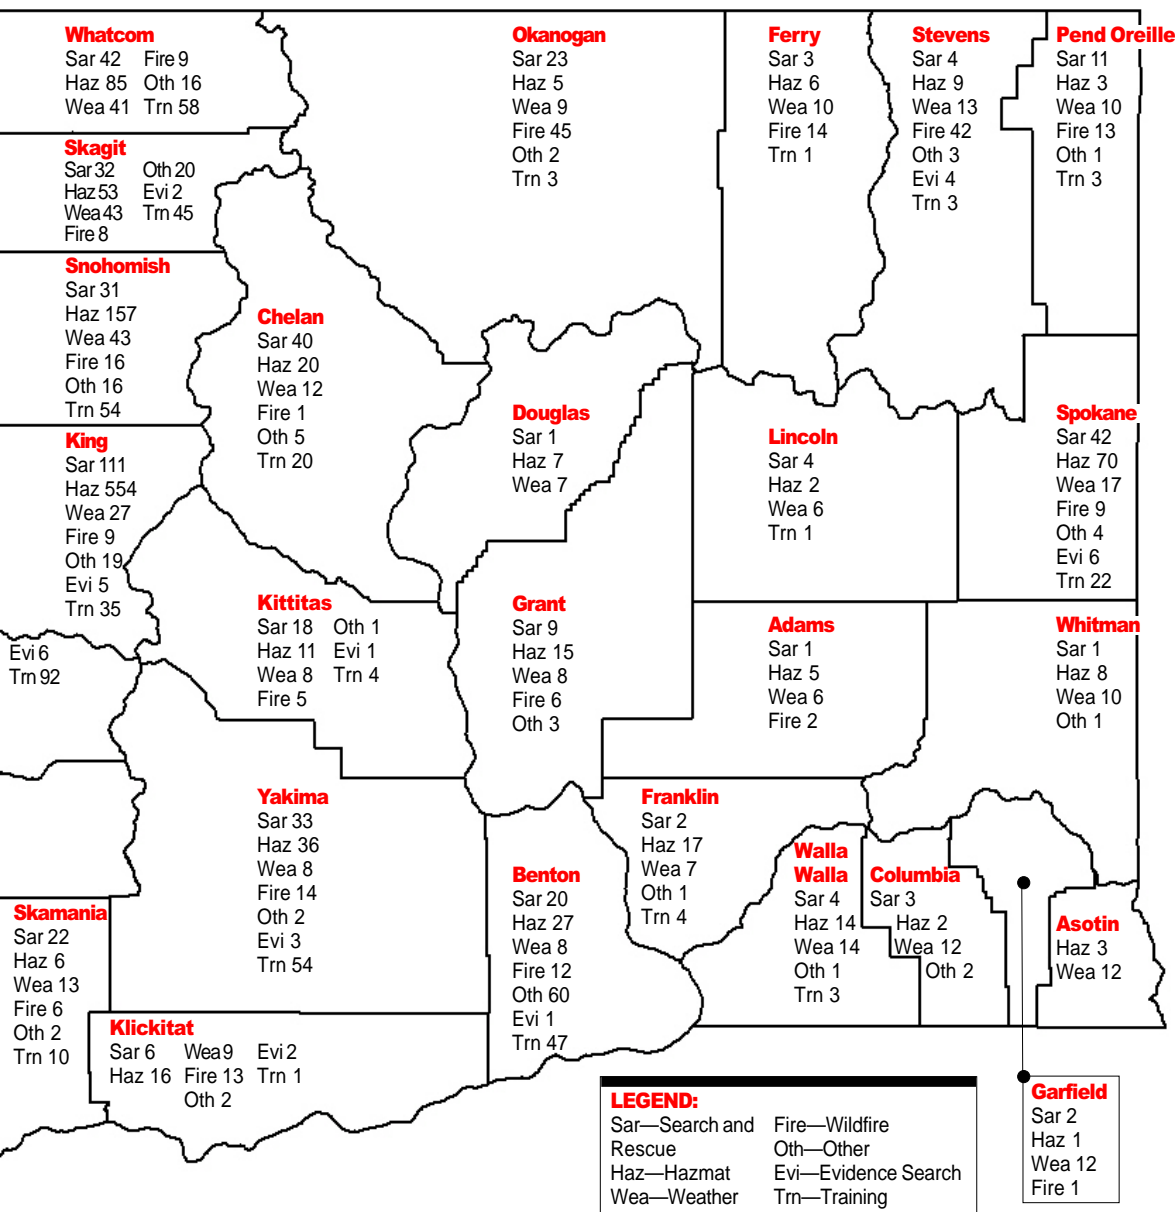 Whatcom
Sar 42 Fire 9
Haz 85 Oth 16
Wea 41 Trn 58
Skagit
Sar 32 Oth 20
Haz 53 Evi 2
Wea 43 Trn 45
Fire 8
Snohomish
Sar 31
Haz 157
Wea 43
Fire 16
Oth 16
Trn 54
King
Sar 111
Haz 554
Wea 27
Fire 9
Oth 19
Evi 5
Trn 35
Evi 6
Trn 92
Chelan
Sar 40
Haz 20
Wea 12
Fire 1
Oth 5
Trn 20
Okanogan
Sar 23
Haz 5
Wea 9
Fire 45
Oth 2
Trn 3
Ferry
Sar 3
Haz 6
Wea 10
Fire 14
Trn 1
Stevens
Sar 4
Haz 9
Wea 13
Fire 42
Oth 3
Evi 4
Trn 3
Pend Oreille
Sar 11
Haz 3
Wea 10
Fire 13
Oth 1
Trn 3
Douglas
Sar 1
Haz 7
Wea 7
Lincoln
Sar 4
Haz 2
Wea 6
Trn 1
Spokane
Sar 42
Haz 70
Wea 17
Fire 9
Oth 4
Evi 6
Trn 22
Kittitas
Sar 18 Oth 1
Haz 11 Evi 1
Wea 8 Trn 4
Fire 5
Grant
Sar 9
Haz 15
Wea 8
Fire 6
Oth 3
Adams
Sar 1
Haz 5
Wea 6
Fire 2
Whitman
Sar 1
Haz 8
Wea 10
Oth 1
Yakima
Sar 33
Haz 36
Wea 8
Fire 14
Oth 2
Evi 3
Trn 54
Benton
Sar 20
Haz 27
Wea 8
Fire 12
Oth 60
Evi 1
Trn 47
Franklin
Sar 2
Haz 17
Wea 7
Oth 1
Trn 4
Walla
Walla
Sar 4
Haz 14
Wea 14
Oth 1
Trn 3
Columbia
Sar 3
Haz 2
Wea 12
Oth 2
Asotin
Haz 3
Wea 12
Skamania
Sar 22
Haz 6
Wea 13
Fire 6
Oth 2
Trn 10
Klickitat
Sar 6 Wea 9 Evi 2
Haz 16 Fire 13 Trn 1
Oth 2
Garfield
Sar 2
Haz 1
Wea 12
Fire 1
LEGEND:
Sar—Search and Fire—Wildfire
Rescue Oth—Other
Haz—Hazmat Evi—Evidence Search
Wea—Weather Trn—Training